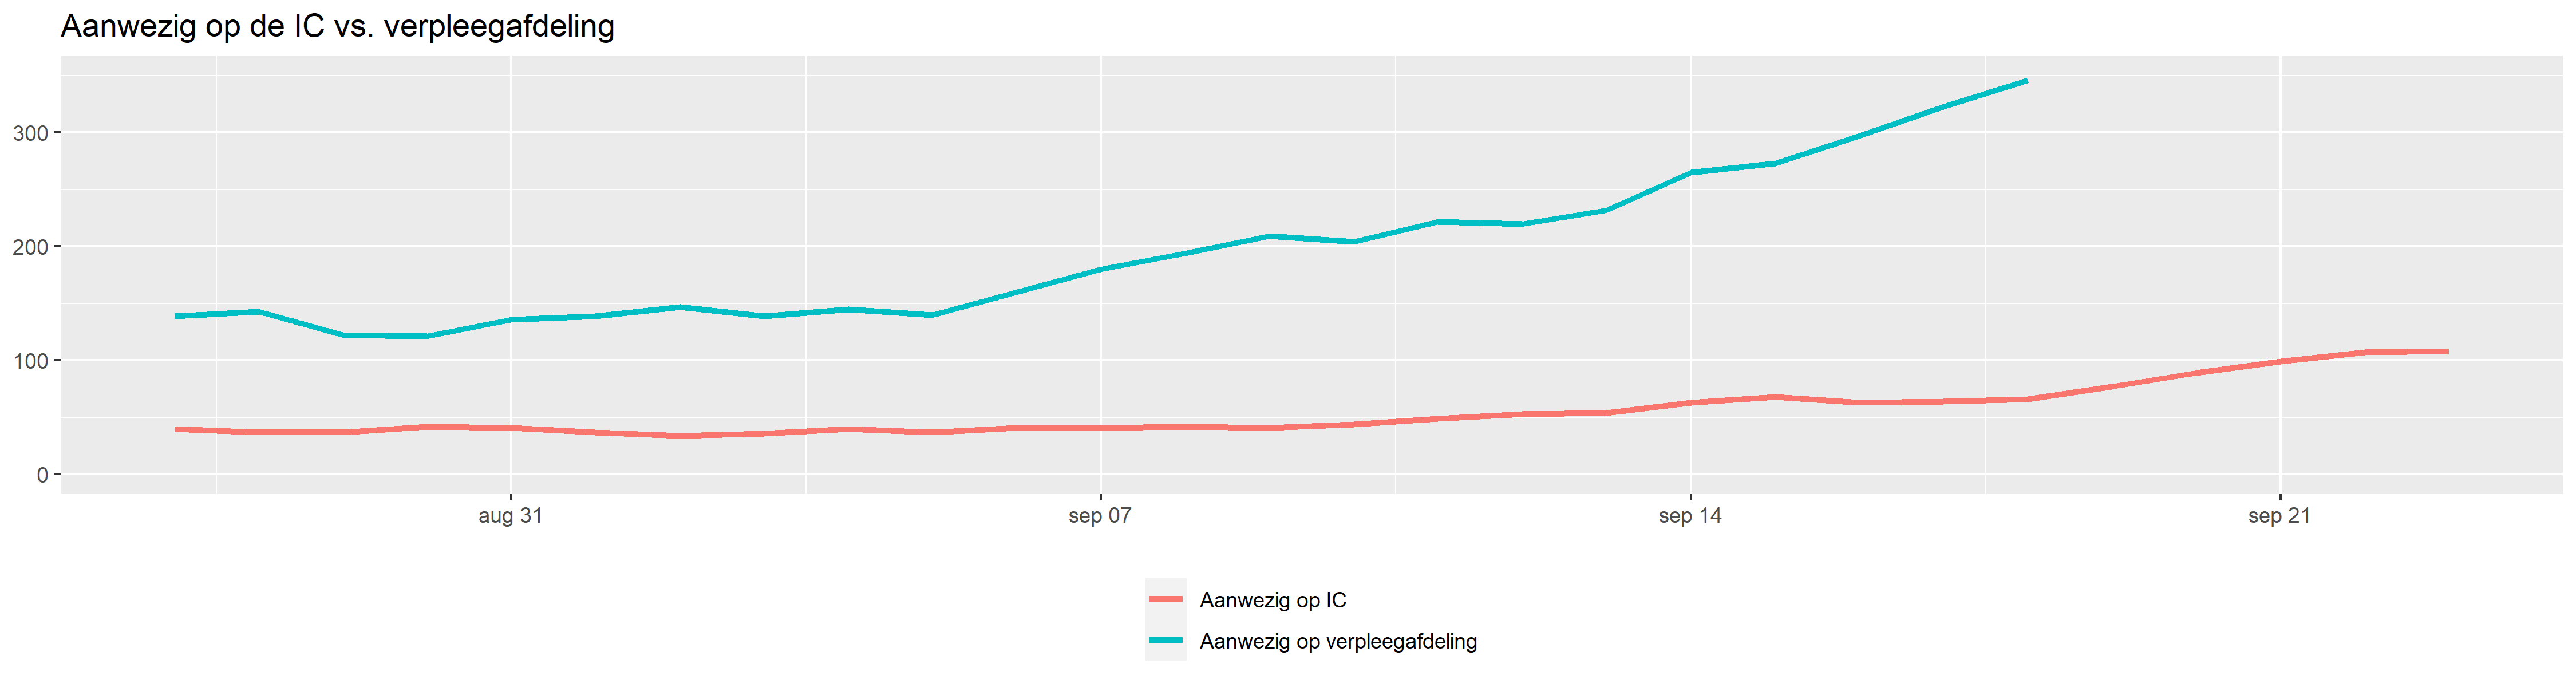 Aanwezig op de IC vs. verpleegafdeling
300
200
100
0
aug 31 sep 07 sep 14 sep 21
Aanwezig op IC
Aanwezig op verpleegafdeling